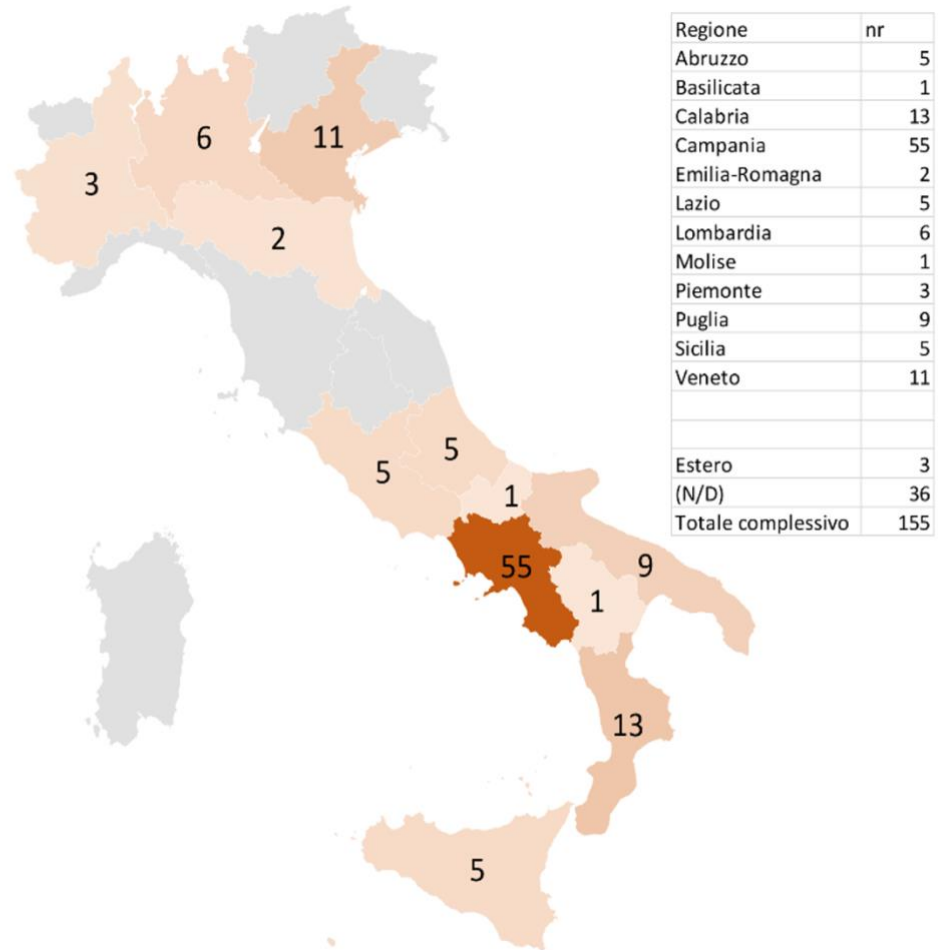 Regione nr
Abruzzo 5
Basilicata 1
Calabria 13
Campania 55
Emilia-Romagna 2
Lazio 5
Lombardia 6
Molise 1
Piemonte 3
Puglia 9
Sicilia 5
Veneto 11
Estero 3
(N/D) 36
Totale complessivo 155
6
11
3
2
5
5
1
55
9
1
13
5